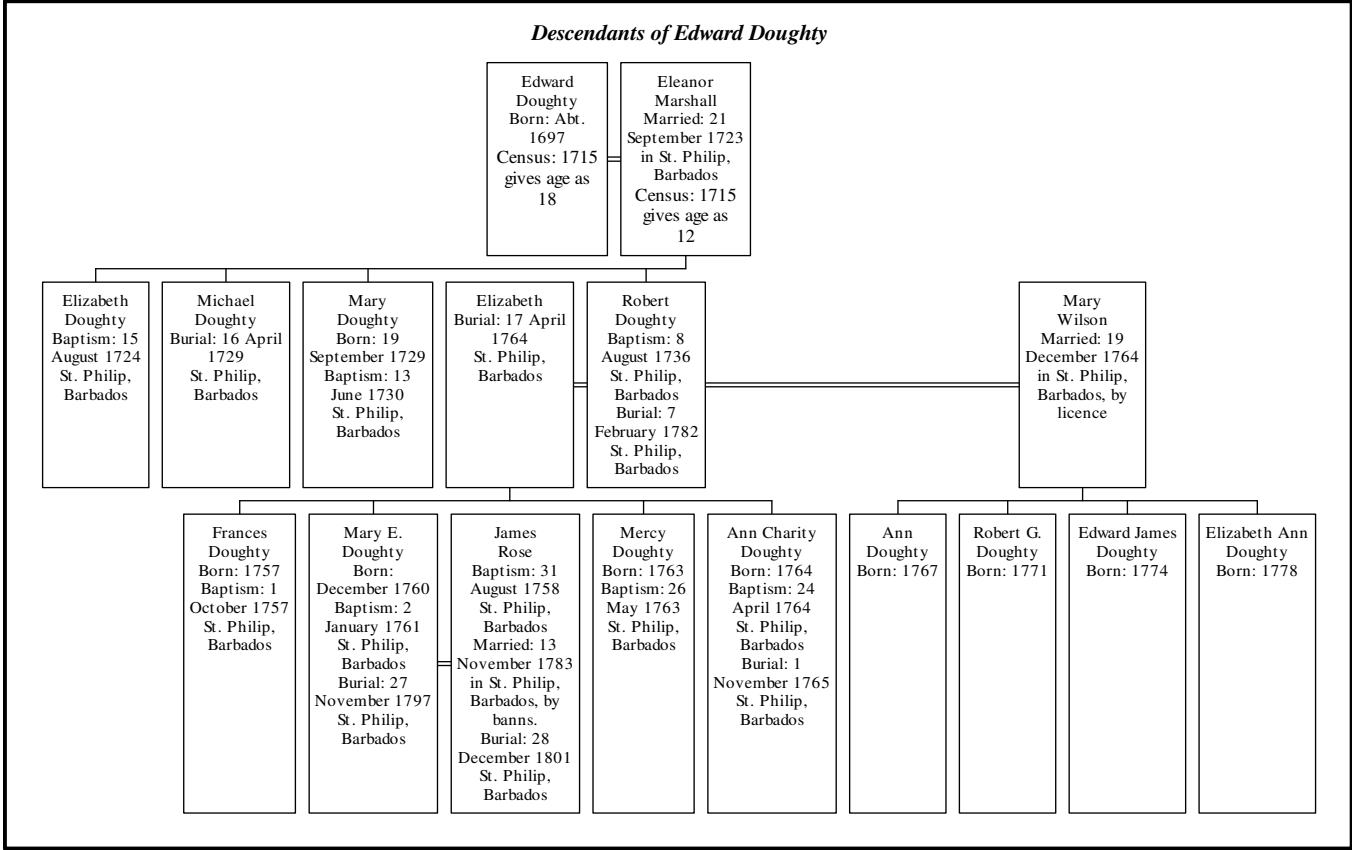 Descendants of Edward Doughty
Edward
Doughty
Born: Abt.
1697
Census: 1715
gives age as
18
Eleanor
Marshall
Married: 21
September 1723
in St. Philip,
Barbados
Census: 1715
gives age as
12
Elizabeth
Doughty
Baptism: 15
August 1724
St. Philip,
Barbados
Michael
Doughty
Burial: 16 April
1729
St. Philip,
Barbados
Mary
Doughty
Born: 19
September 1729
Baptism: 13
June 1730
St. Philip,
Barbados
Elizabeth
Burial: 17 April
1764
St. Philip,
Barbados
Robert
Doughty
Baptism: 8
August 1736
St. Philip,
Barbados
Burial: 7
February 1782
St. Philip,
Barbados
Mary
Wilson
Married: 19
December 1764
in St. Philip,
Barbados, by
licence
Frances
Doughty
Born: 1757
Baptism: 1
October 1757
St. Philip,
Barbados
Mary E.
Doughty
Born:
December 1760
Baptism: 2
January 1761
St. Philip,
Barbados
Burial: 27
November 1797
St. Philip,
Barbados
James
Rose
Baptism: 31
August 1758
St. Philip,
Barbados
Married: 13
November 1783
in St. Philip,
Barbados, by
banns.
Burial: 28
December 1801
St. Philip,
Barbados
Mercy
Doughty
Born: 1763
Baptism: 26
May 1763
St. Philip,
Barbados
Ann Charity
Doughty
Born: 1764
Baptism: 24
April 1764
St. Philip,
Barbados
Burial: 1
November 1765
St. Philip,
Barbados
Ann
Doughty
Born: 1767
Robert G.
Doughty
Born: 1771
Edward James
Doughty
Born: 1774
Elizabeth Ann
Doughty
Born: 1778